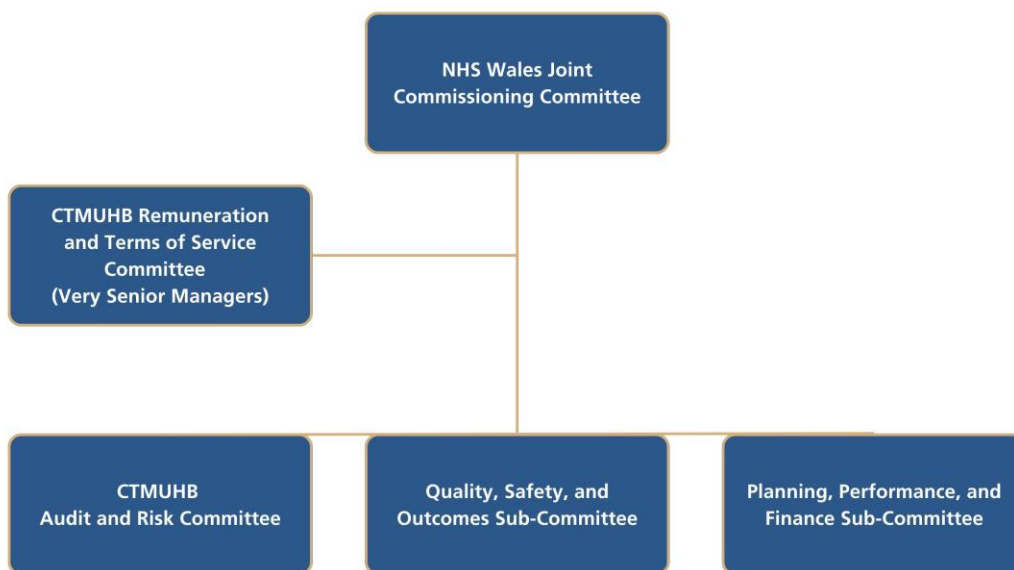 NHS Wales Joint
Commissioning Committee
CTMUHB Remuneration
and Terms of Service
Committee
(Very Senior Managers)
CTMUHB
Audit and Risk Committee
Quality, Safety, and
Outcomes Sub-Committee
Planning, Performance, and
Finance Sub-Committee